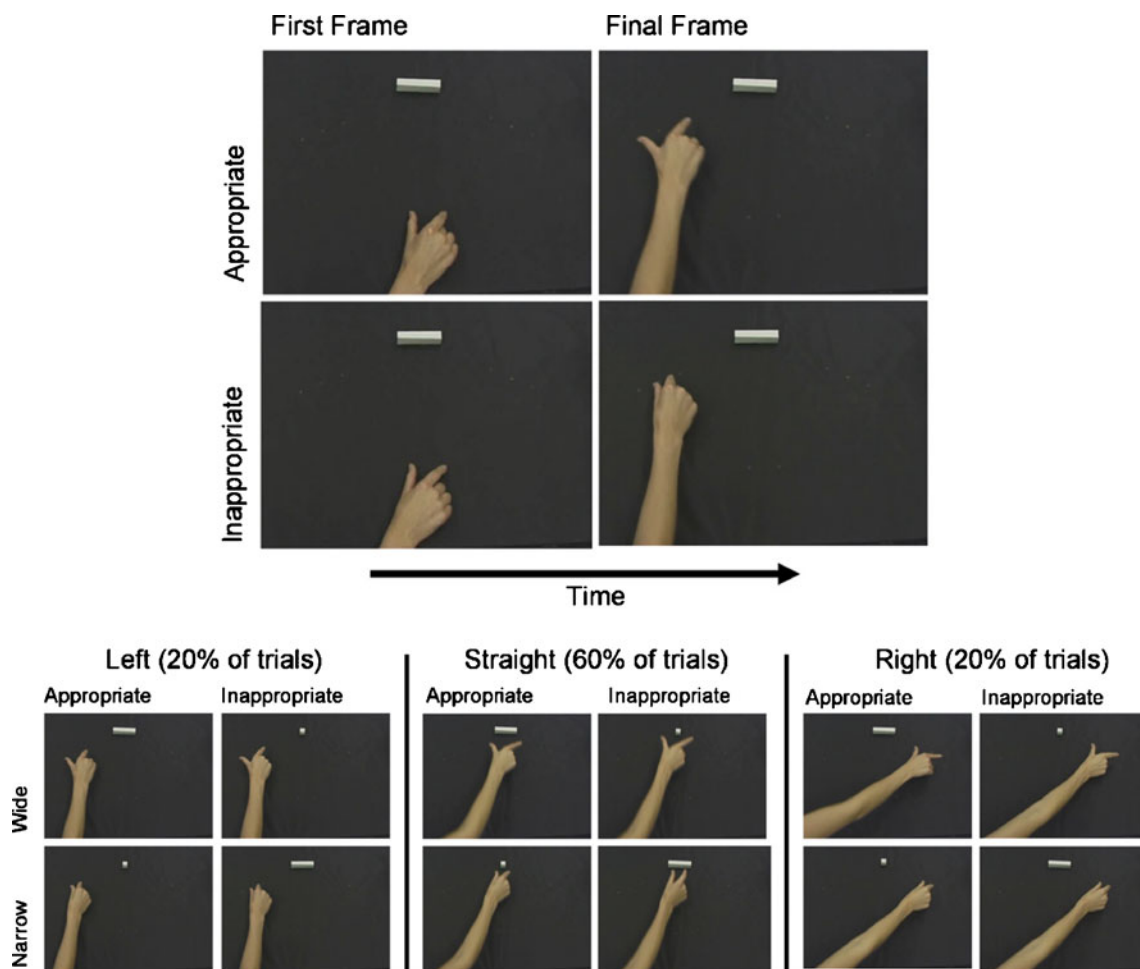 First Frame Final Frame
Appropriate
Inappropriate
Time
Left (20% of trials) Straight (60% of trials) Right (20% of trials)
Appropriate Inappropriate Appropriate Inappropriate Appropriate Inappropriate
Wide
Narrow